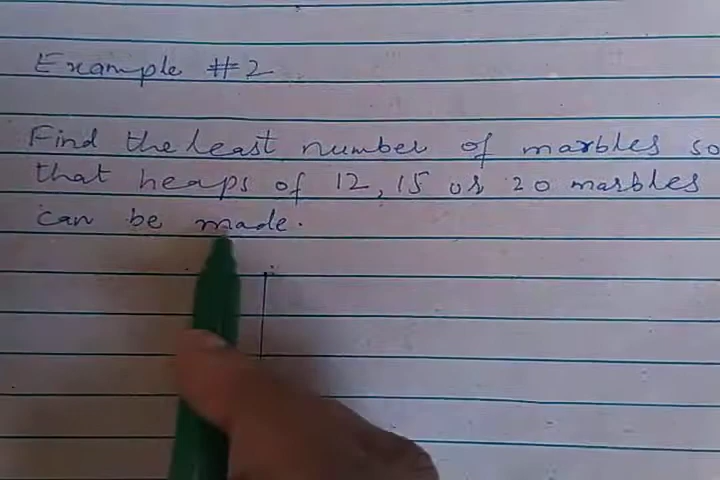 Example #2
Find the least number of marbles so
that heaps of 12, 15 or 20 marbles
can be made.